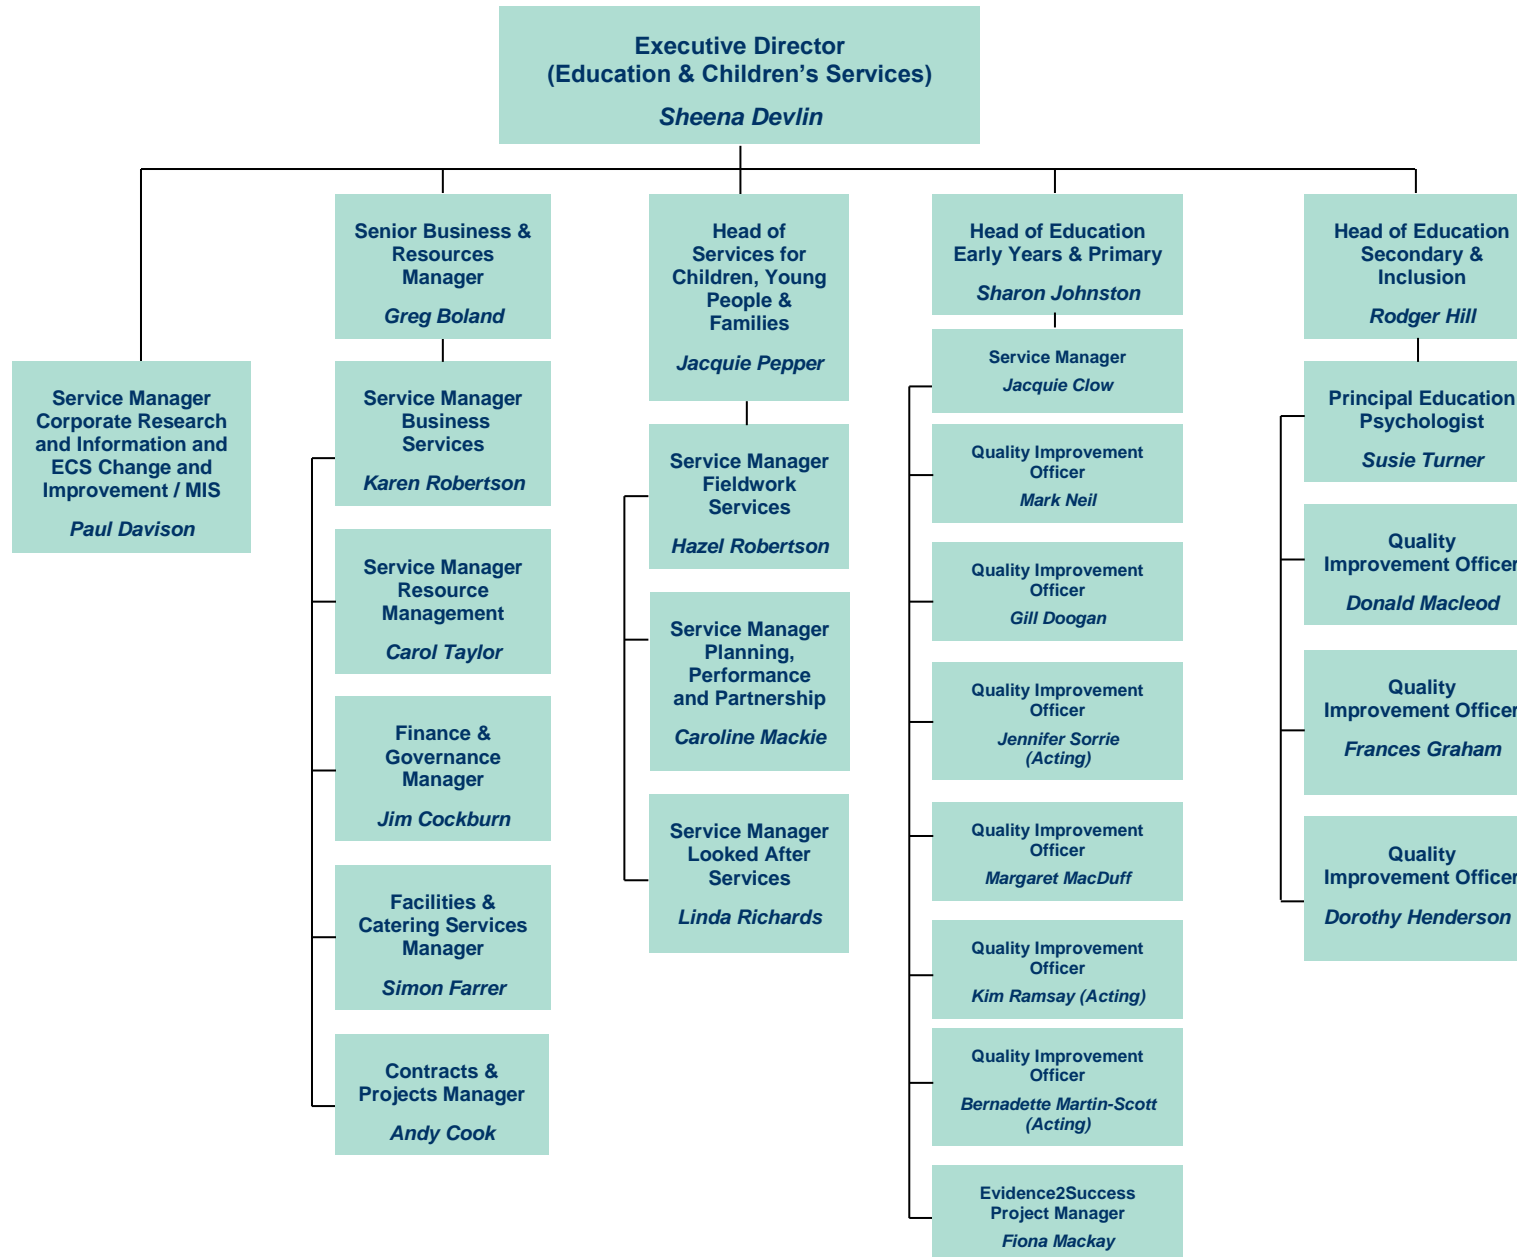 Executive Director
(Education & Children’s Services)
Sheena Devlin
Service Manager
Corporate Research
and Information and
ECS Change and
Improvement / MIS
Paul Davison
Senior Business &
Resources
Manager
Greg Boland
Service Manager
Business
Services
Karen Robertson
Service Manager
Resource
Management
Carol Taylor
Finance &
Governance
Manager
Jim Cockburn
Facilities &
Catering Services
Manager
Simon Farrer
Contracts &
Projects Manager
Andy Cook
Head of
Services for
Children, Young
People &
Families
Jacquie Pepper
Service Manager
Fieldwork
Services
Hazel Robertson
Service Manager
Planning,
Performance
and Partnership
Caroline Mackie
Service Manager
Looked After
Services
Linda Richards
Head of Education
Early Years & Primary
Sharon Johnston
Service Manager
Jacquie Clow
Quality Improvement
Officer
Mark Neil
Quality Improvement
Officer
Gill Doogan
Quality Improvement
Officer
Jennifer Sorrie
(Acting)
Quality Improvement
Officer
Margaret MacDuff
Quality Improvement
Officer
Kim Ramsay (Acting)
Quality Improvement
Officer
Bernadette Martin-Scott
(Acting)
Evidence2Success
Project Manager
Fiona Mackay
Head of Education
Secondary &
Inclusion
Rodger Hill
Principal Education
Psychologist
Susie Turner
Quality
Improvement Officer
Donald Macleod
Quality
Improvement Officer
Frances Graham
Quality
Improvement Officer
Dorothy Henderson